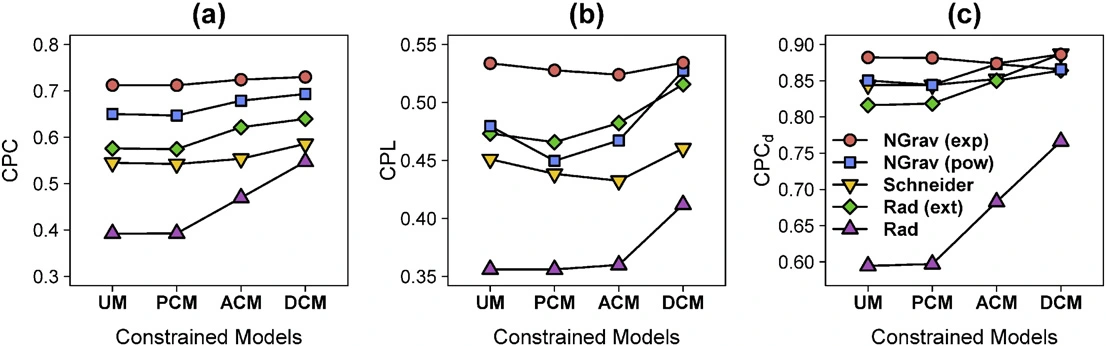 (a)
CPC
0.8
0.7
0.6
0.5
0.4
0.3
UM PCM ACM DCM
Constrained Models
(b)
CPL
0.55
0.50
0.45
0.40
0.35
UM PCM ACM DCM
Constrained Models
(c)
CPCd
0.90
0.85
0.80
0.75
0.70
0.65
0.60
NGrav (exp)
NGrav (pow)
Schneider
Rad (ext)
Rad
UM PCM ACM DCM
Constrained Models